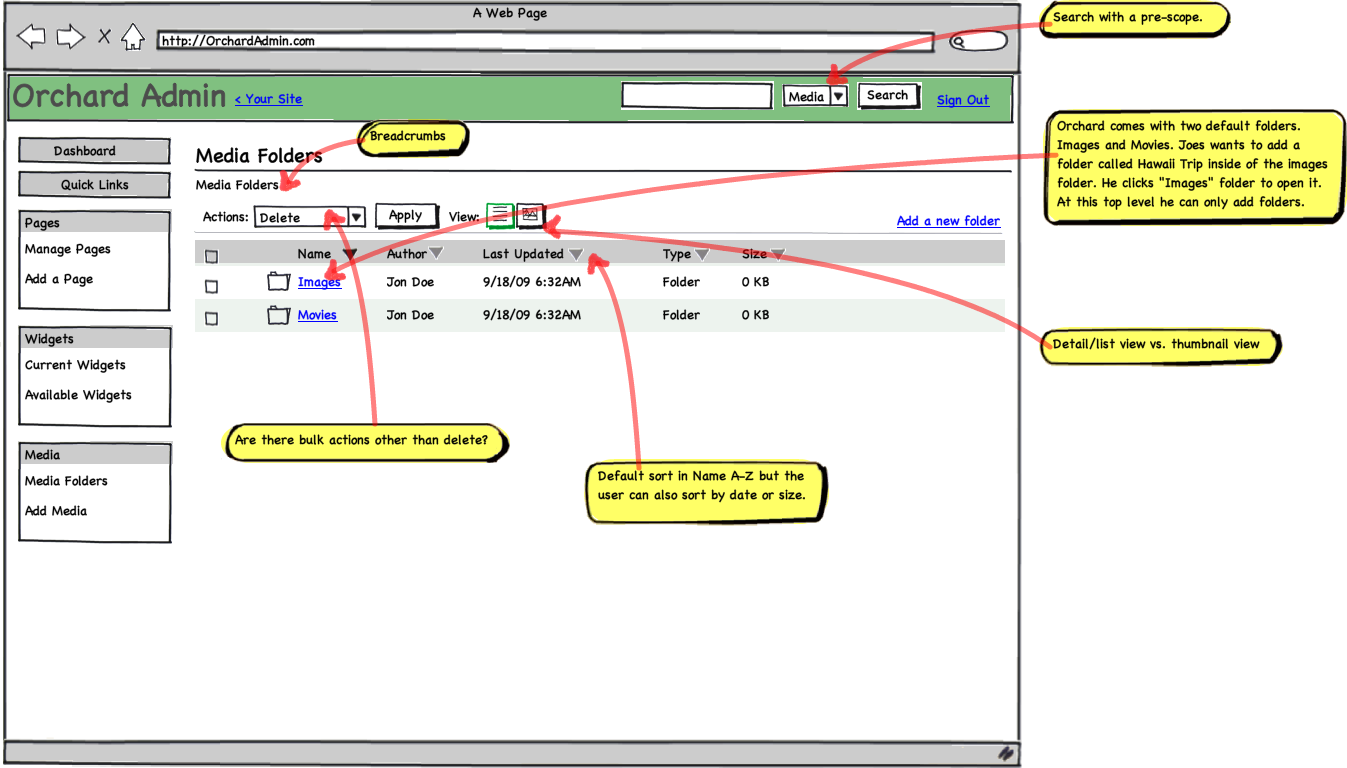 A Web Page
Search with a pre-scope.
http://OrchardAdmin.com
Orchard Admin < Your Site Media Search Sign Out
Breadcrumbs
Orchard comes with two default folders.
Images and Movies. Joes wants to add a
folder called Hawaii Trip inside of the images
folder. He clicks "Images" folder to open it.
At this top level he can only add folders.
Dashboard
Quick Links
Pages
Manage Pages
Add a Page
Widgets
Current Widgets
Available Widgets
Media
Media Folders
Add Media
Media Folders
Media Folders
Actions: Delete Apply View: Add a new folder
Name Author Last Updated Type Size
Images Jon Doe 9/18/09 6:32AM Folder 0 KB
Movies Jon Doe 9/18/09 6:32AM Folder 0 KB
Detail/list view vs. thumbnail view
Are there bulk actions other than delete?
Default sort in Name A-Z but the
user can also sort by date or size.